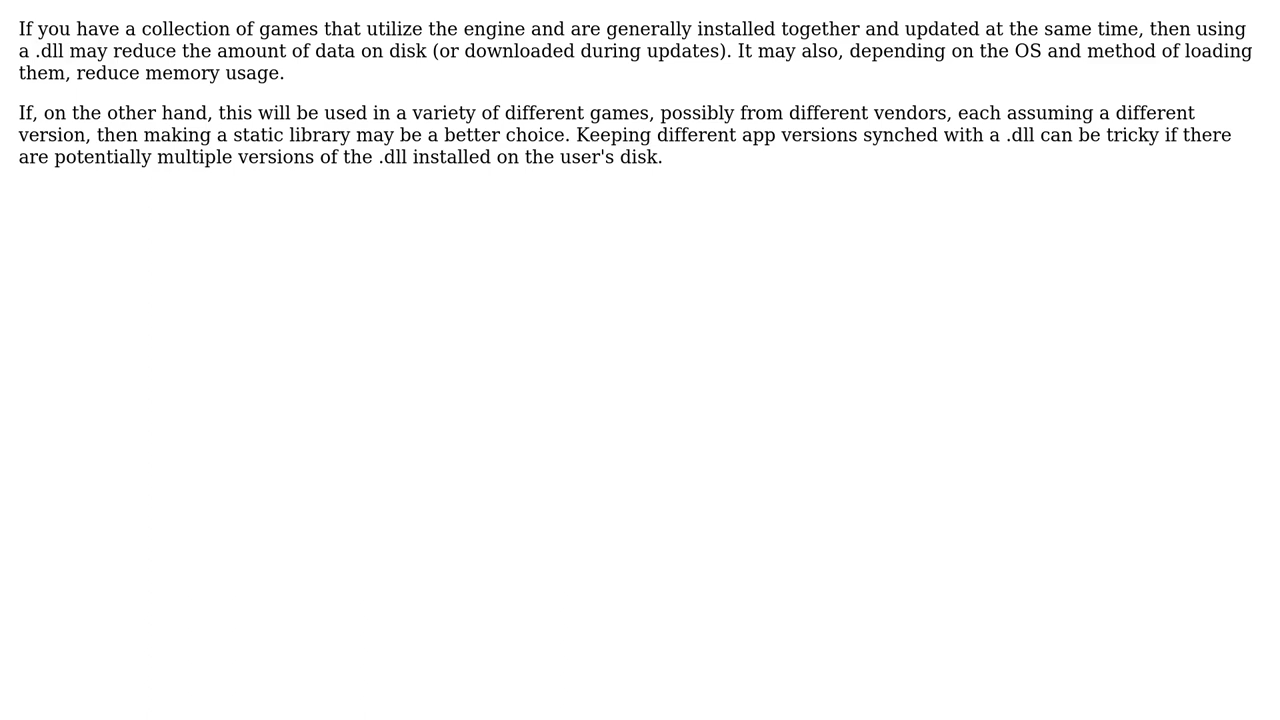 If you have a collection of games that utilize the engine and are generally installed together and updated at the same time, then using
a .dll may reduce the amount of data on disk (or downloaded during updates). It may also, depending on the OS and method of loading
them, reduce memory usage.
If, on the other hand, this will be used in a variety of different games, possibly from different vendors, each assuming a different
version, then making a static library may be a better choice. Keeping different app versions synched with a .dll can be tricky if there
are potentially multiple versions of the .dll installed on the user's disk.